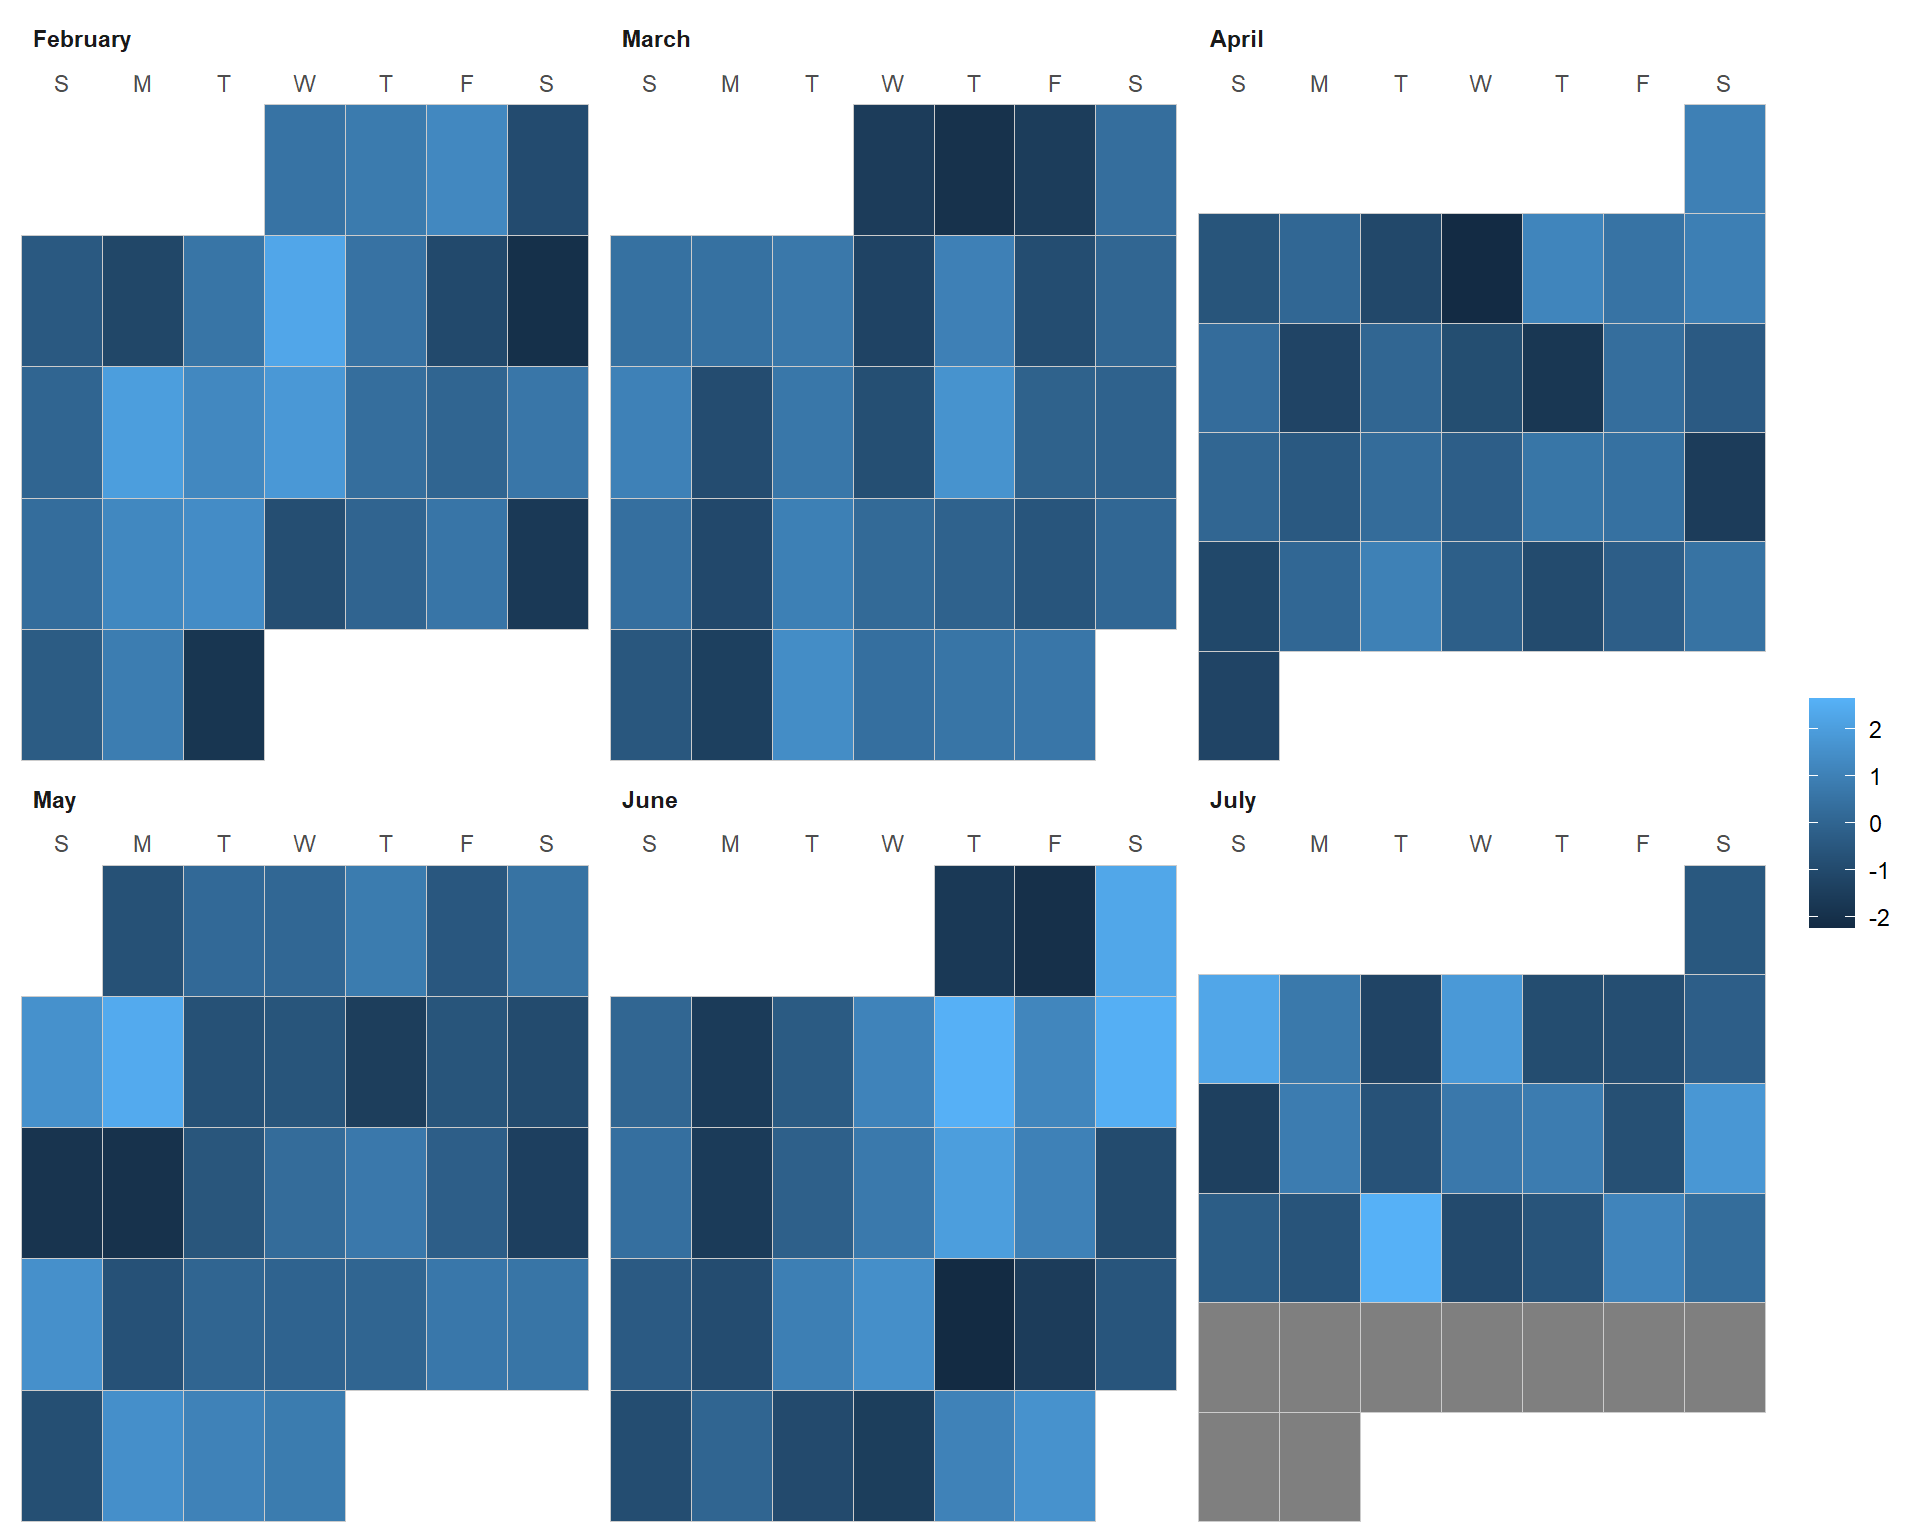 February
S M T W T F S
March
S M T W T F S
April
S M T W T F S
May
S M T W T F S
June
S M T W T F S
July
S M T W T F S
2
1
0
-1
-2